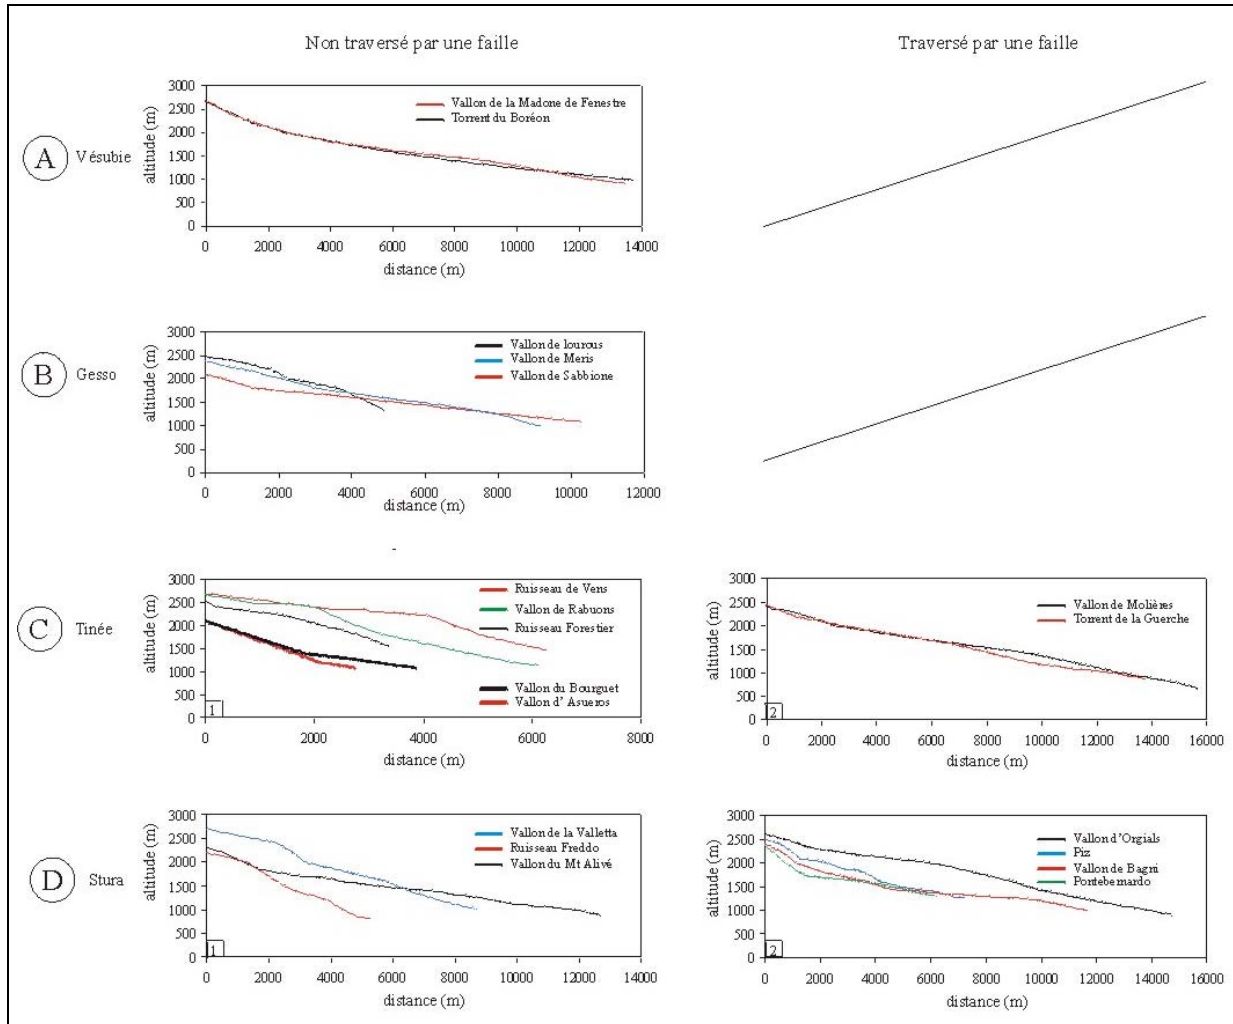 Non traversé par une faille
Traversé par une faille
A
Vésubie
altitude (m)
3000
2500
2000
1500
1000
500
0
Vallon de la Madone de Fenestre
Torrent du Boréon
0 2000 4000 6000 8000 10000 12000 14000
distance (m)
B
Gesso
altitude (m)
3000
2500
2000
1500
1000
500
0
Vallon de lourous
Vallon de Meris
Vallon de Sabbione
0 2000 4000 6000 8000 10000 12000
distance (m)
C
Tinée
altitude (m)
3000
2500
2000
1500
1000
500
0
Ruisseau de Vens
Vallon de Rabuons
Ruisseau Forestier
Vallon du Bourguet
Vallon d' Asueros
1
0 2000 4000 6000 8000
distance (m)
altitude (m)
3000
2500
2000
1500
1000
500
0
Vallon de Molières
Torrent de la Guerche
2
0 2000 4000 6000 8000 10000 12000 14000 16000
distance (m)
D
Stura
altitude (m)
3000
2500
2000
1500
1000
500
0
Vallon de la Valletta
Ruisseau Freddo
Vallon du Mt Alivé
1
0 2000 4000 6000 8000 10000 12000 14000
distance (m)
altitude (m)
3000
2500
2000
1500
1000
500
0
Vallon d'Orgials
Piz
Vallon de Bagni
Pontebernardo
2
0 2000 4000 6000 8000 10000 12000 14000 16000
distance (m)